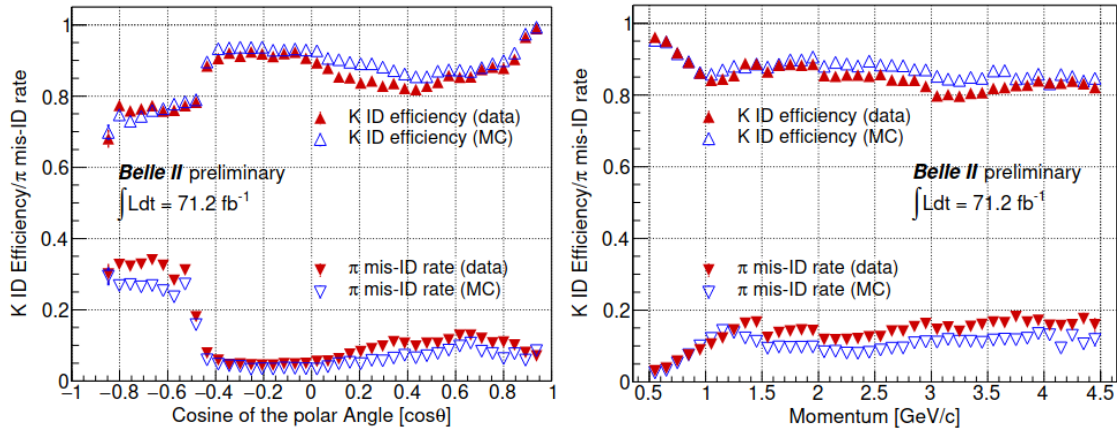 K ID Efficiency/π mis-ID rate
1
0.8
0.6
0.4
0.2
0
K ID efficiency (data)
K ID efficiency (MC)
Belle II preliminary
∫Ldt = 71.2 fb⁻¹
π mis-ID rate (data)
π mis-ID rate (MC)
−1 −0.8 −0.6 −0.4 −0.2 0 0.2 0.4 0.6 0.8 1
Cosine of the polar Angle [cosθ]
K ID Efficiency/π mis-ID rate
1
0.8
0.6
0.4
0.2
0
K ID efficiency (data)
K ID efficiency (MC)
Belle II preliminary
∫Ldt = 71.2 fb⁻¹
π mis-ID rate (data)
π mis-ID rate (MC)
0.5 1 1.5 2 2.5 3 3.5 4 4.5
Momentum [GeV/c]